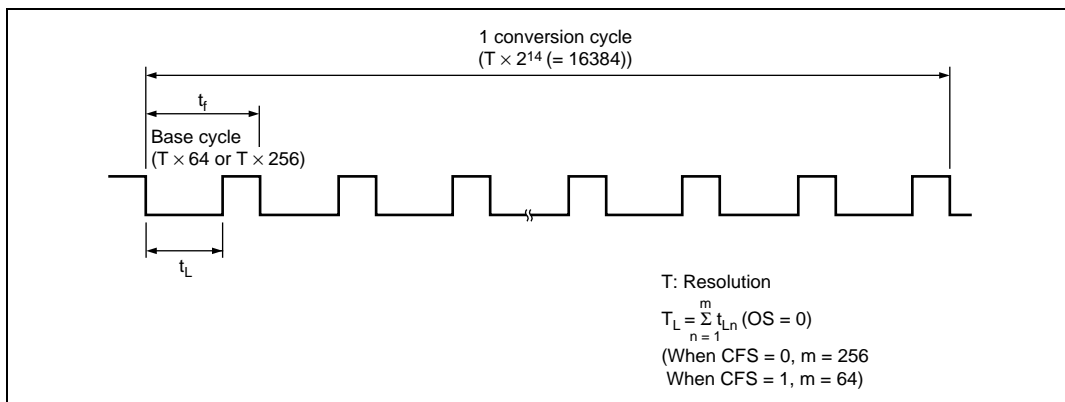 1 conversion cycle
(T × 2¹⁴ (= 16384))
t_f
Base cycle
(T × 64 or T × 256)
t_L
T: Resolution
m
T_L = Σ t_Ln (OS = 0)
n = 1
(When CFS = 0, m = 256
When CFS = 1, m = 64)